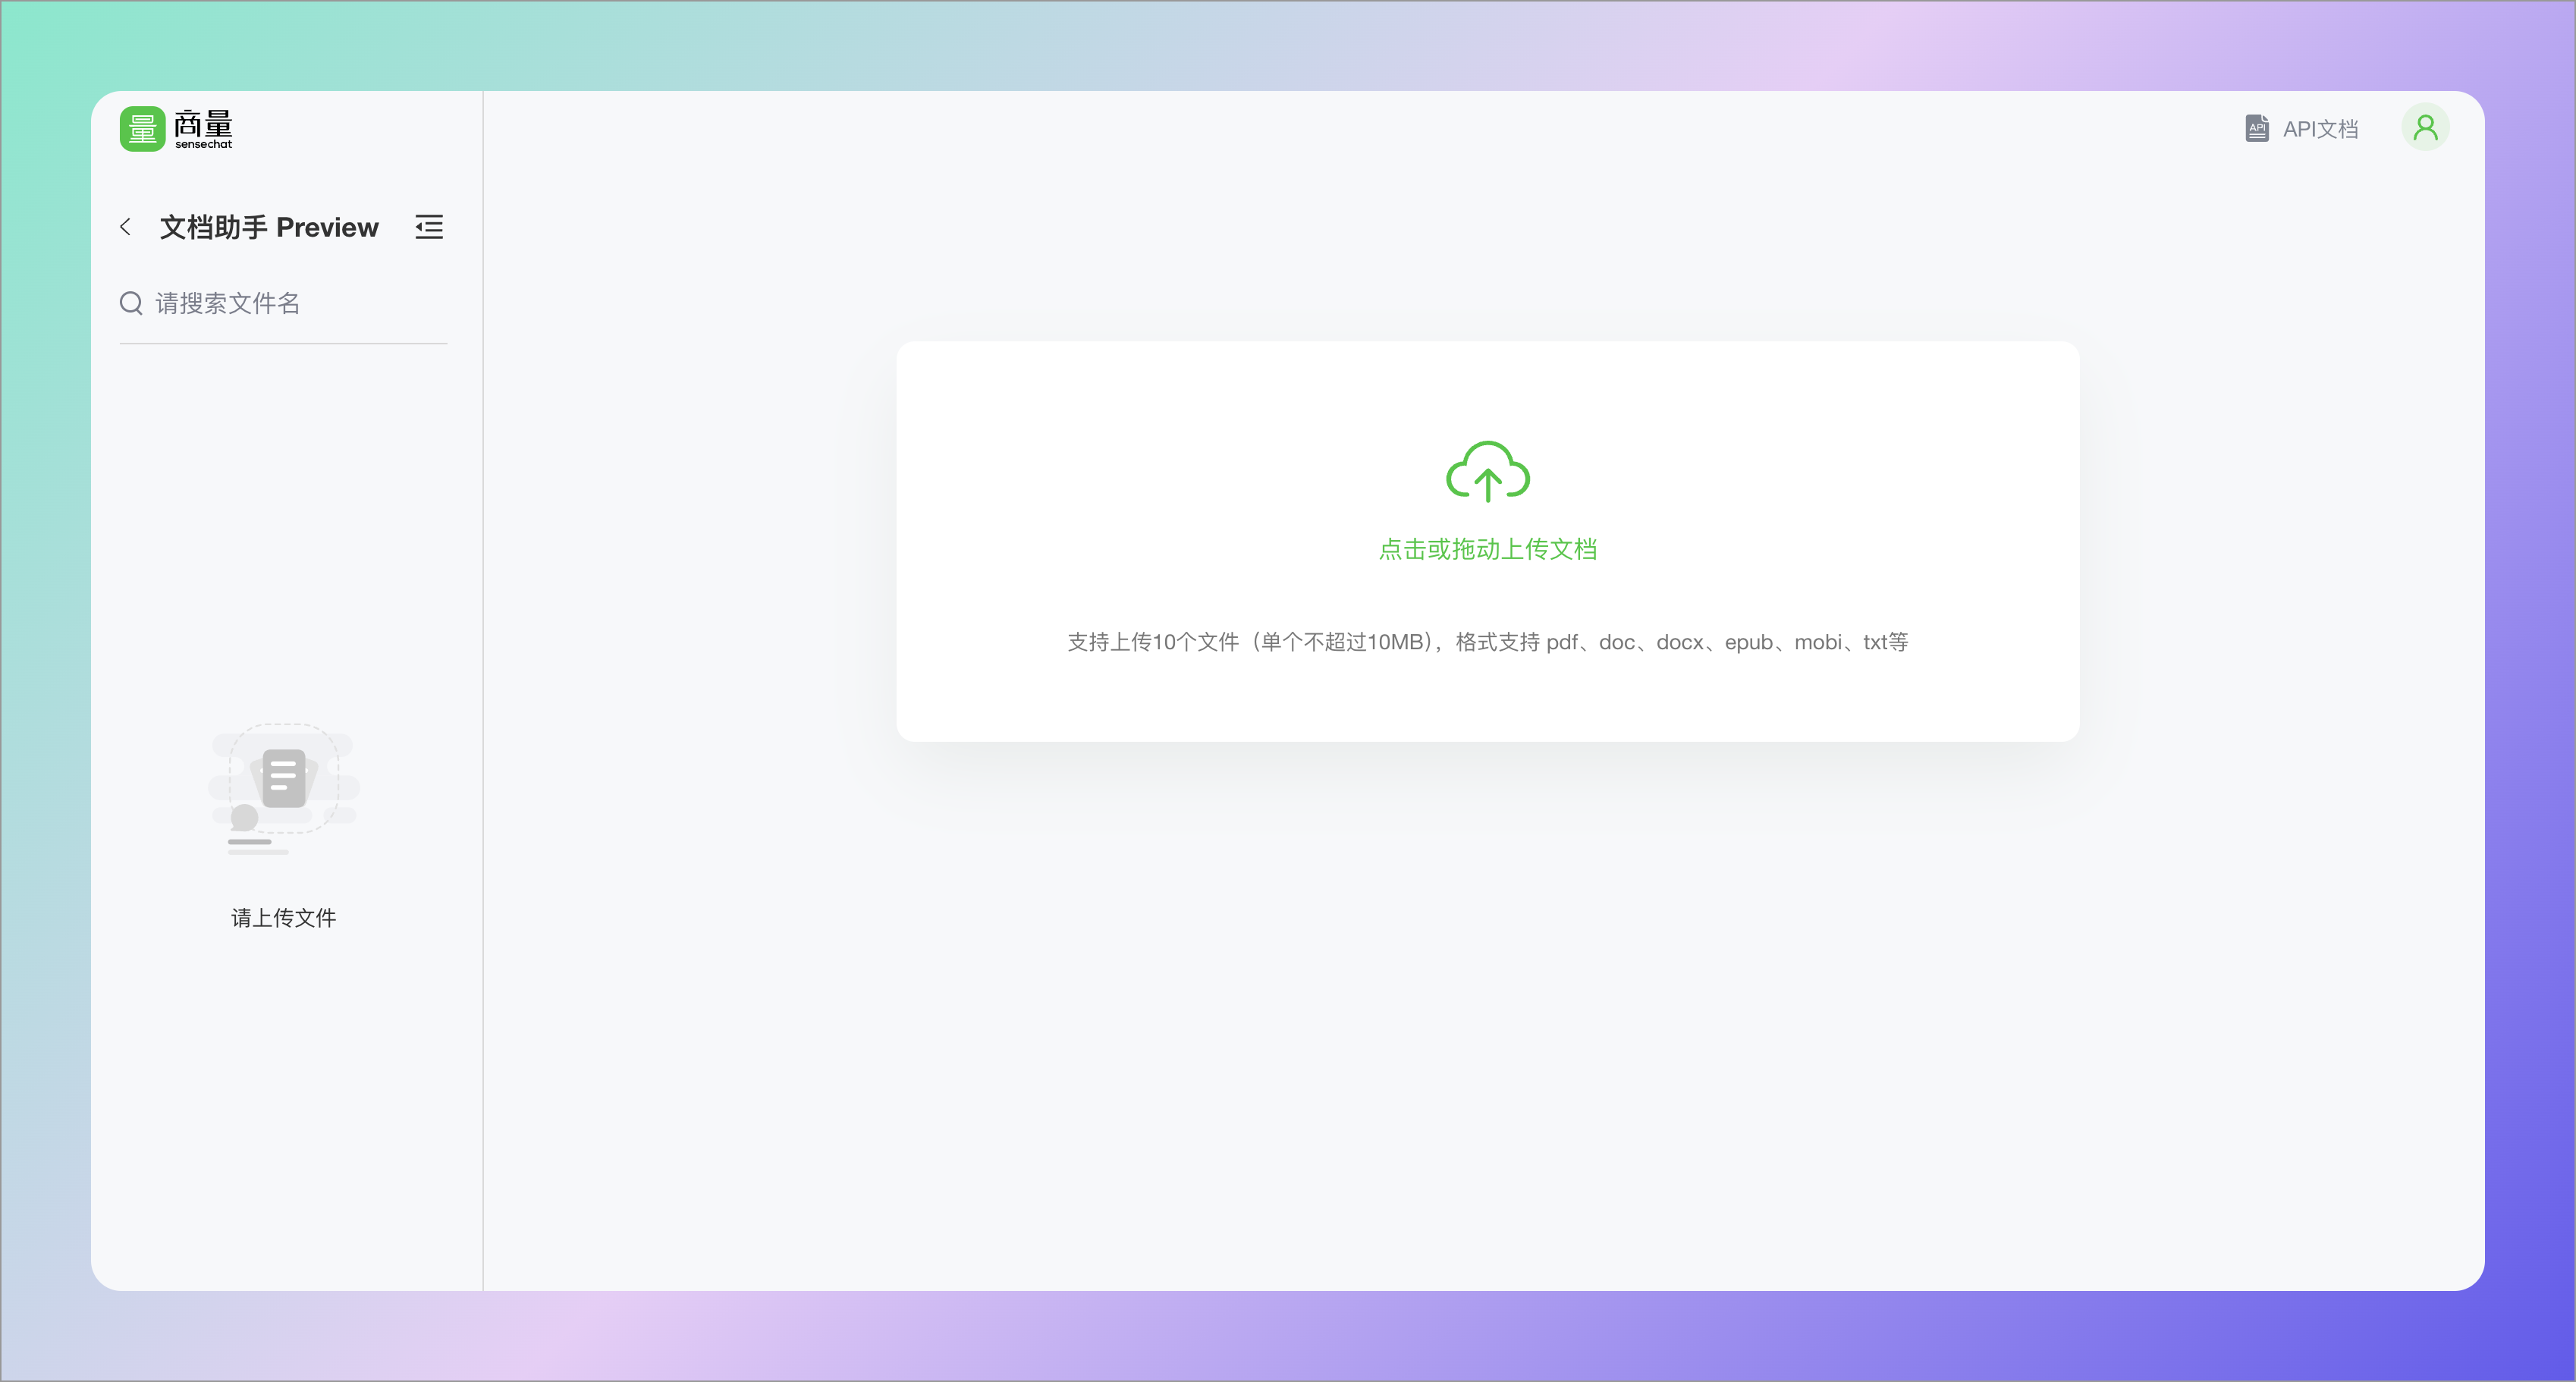 量 商量
sensechat
API API文档
文档助手 Preview
请搜索文件名
点击或拖动上传文档
支持上传10个文件（单个不超过10MB），格式支持 pdf、doc、docx、epub、mobi、txt等
请上传文件